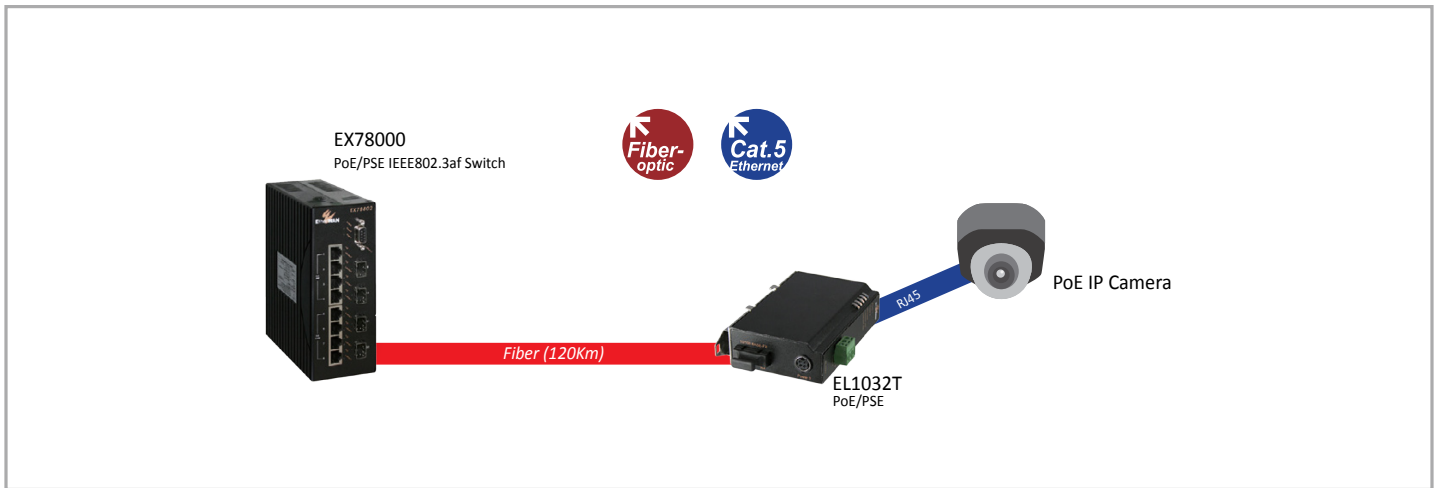 EX78000
PoE/PSE IEEE802.3af Switch
Fiber-
optic
Cat.5
Ethernet
EX78802
RJ45
PoE IP Camera
Fiber (120Km)
EL1032T
PoE/PSE